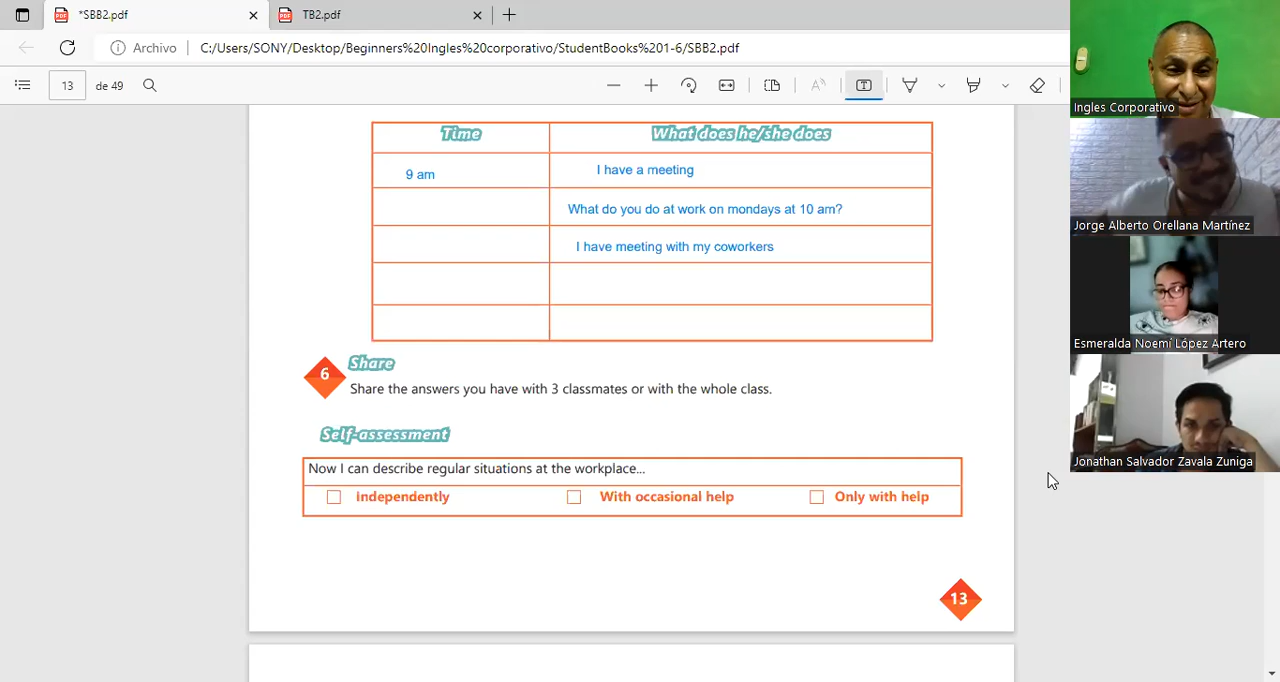 *SBB2.pdf
TB2.pdf
Archivo
C:/Users/SONY/Desktop/Beginners%20Ingles%20corporativo/StudentBooks%201-6/SBB2.pdf
13 de 49
Time What does he/she does
9 am I have a meeting
What do you do at work on mondays at 10 am?
I have meeting with my coworkers
6 Share
Share the answers you have with 3 classmates or with the whole class.
Self-assessment
Now I can describe regular situations at the workplace...
independently With occasional help Only with help
13
Ingles Corporativo
Jorge Alberto Orellana Martínez
Esmeralda Noemí López Artero
Jonathan Salvador Zavala Zuniga